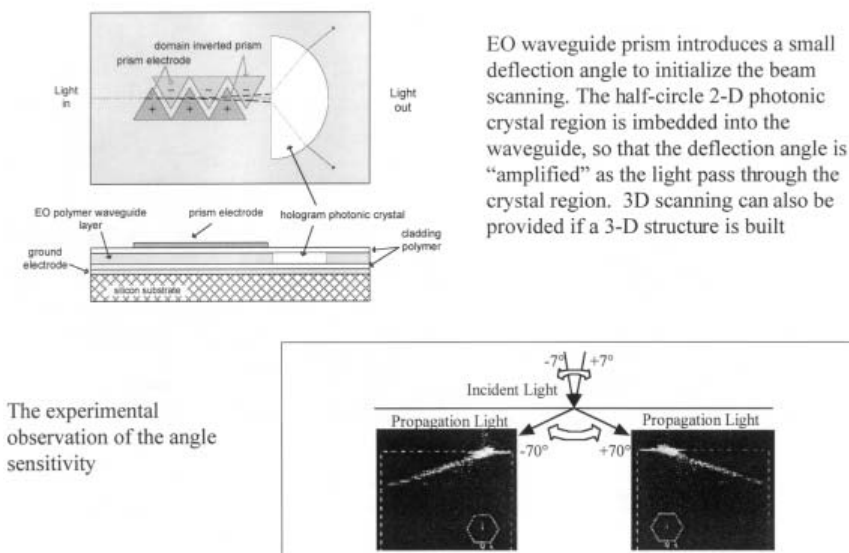 domain inverted prism
prism electrode
Light
in
Light
out
EO waveguide prism introduces a small
deflection angle to initialize the beam
scanning. The half-circle 2-D photonic
crystal region is imbedded into the
waveguide, so that the deflection angle is
“amplified” as the light pass through the
crystal region.  3D scanning can also be
provided if a 3-D structure is built
EO polymer waveguide
layer
prism electrode
hologram photonic crystal
cladding
polymer
ground
electrode
silicon substrate
The experimental
observation of the angle
sensitivity
-7°
+7°
Incident Light
Propagation Light
Propagation Light
-70°
+70°